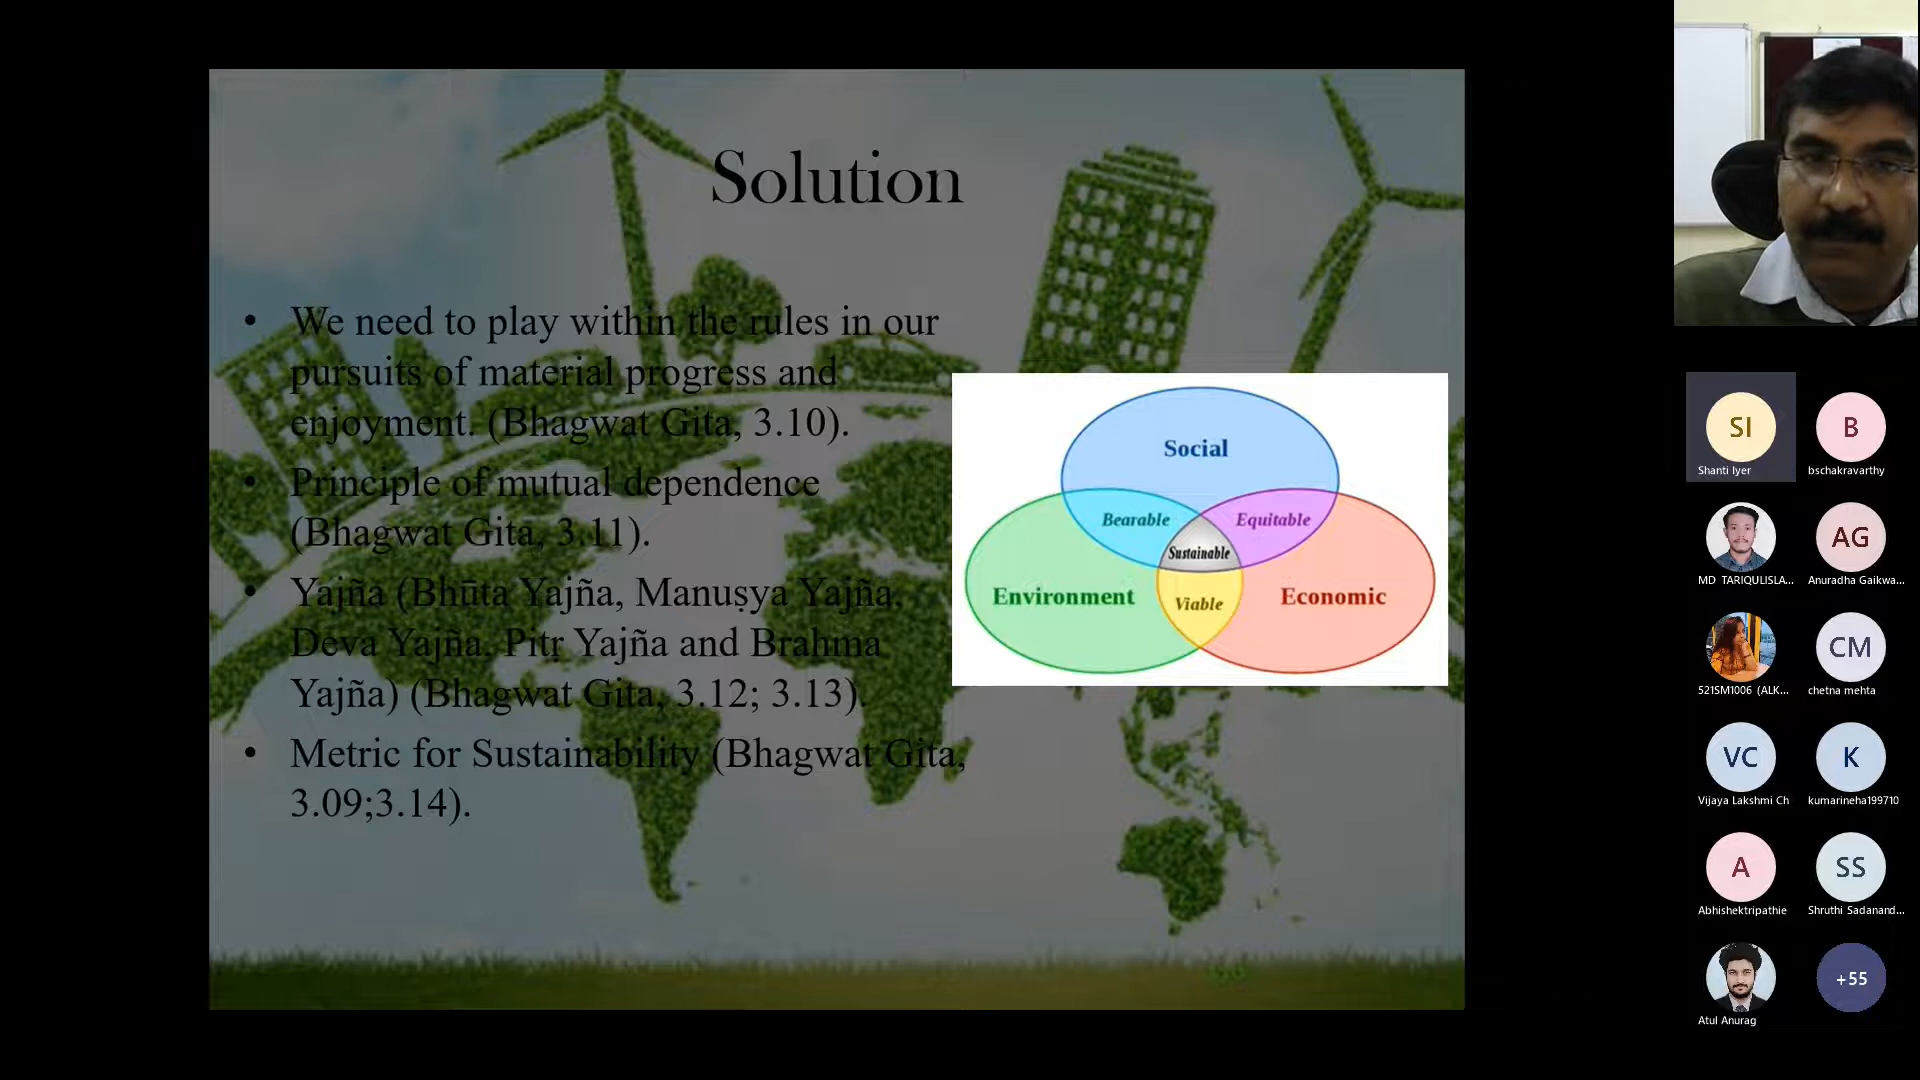 Solution
• We need to play within the rules in our
pursuits of material progress and
enjoyment. (Bhagwat Gita, 3.10).
• Principle of mutual dependence
(Bhagwat Gita, 3.11).
• Yajña (Bhūta Yajña, Manuṣya Yajña,
Deva Yajña. Pitṛ Yajña and Brahma
Yajña) (Bhagwat Gita, 3.12; 3.13).
• Metric for Sustainability (Bhagwat Gita,
3.09;3.14).
Social
Bearable
Equitable
Sustainable
Environment
Viable
Economic
SI
Shanti Iyer
B
bschakravarthy
MD TARIQULISLA...
AG
Anuradha Gaikwa...
521SM1006 (ALK...
CM
chetna mehta
VC
Vijaya Lakshmi Ch
K
kumarineha199710
A
Abhishektripathie
SS
Shruthi Sadanand...
Atul Anurag
+55